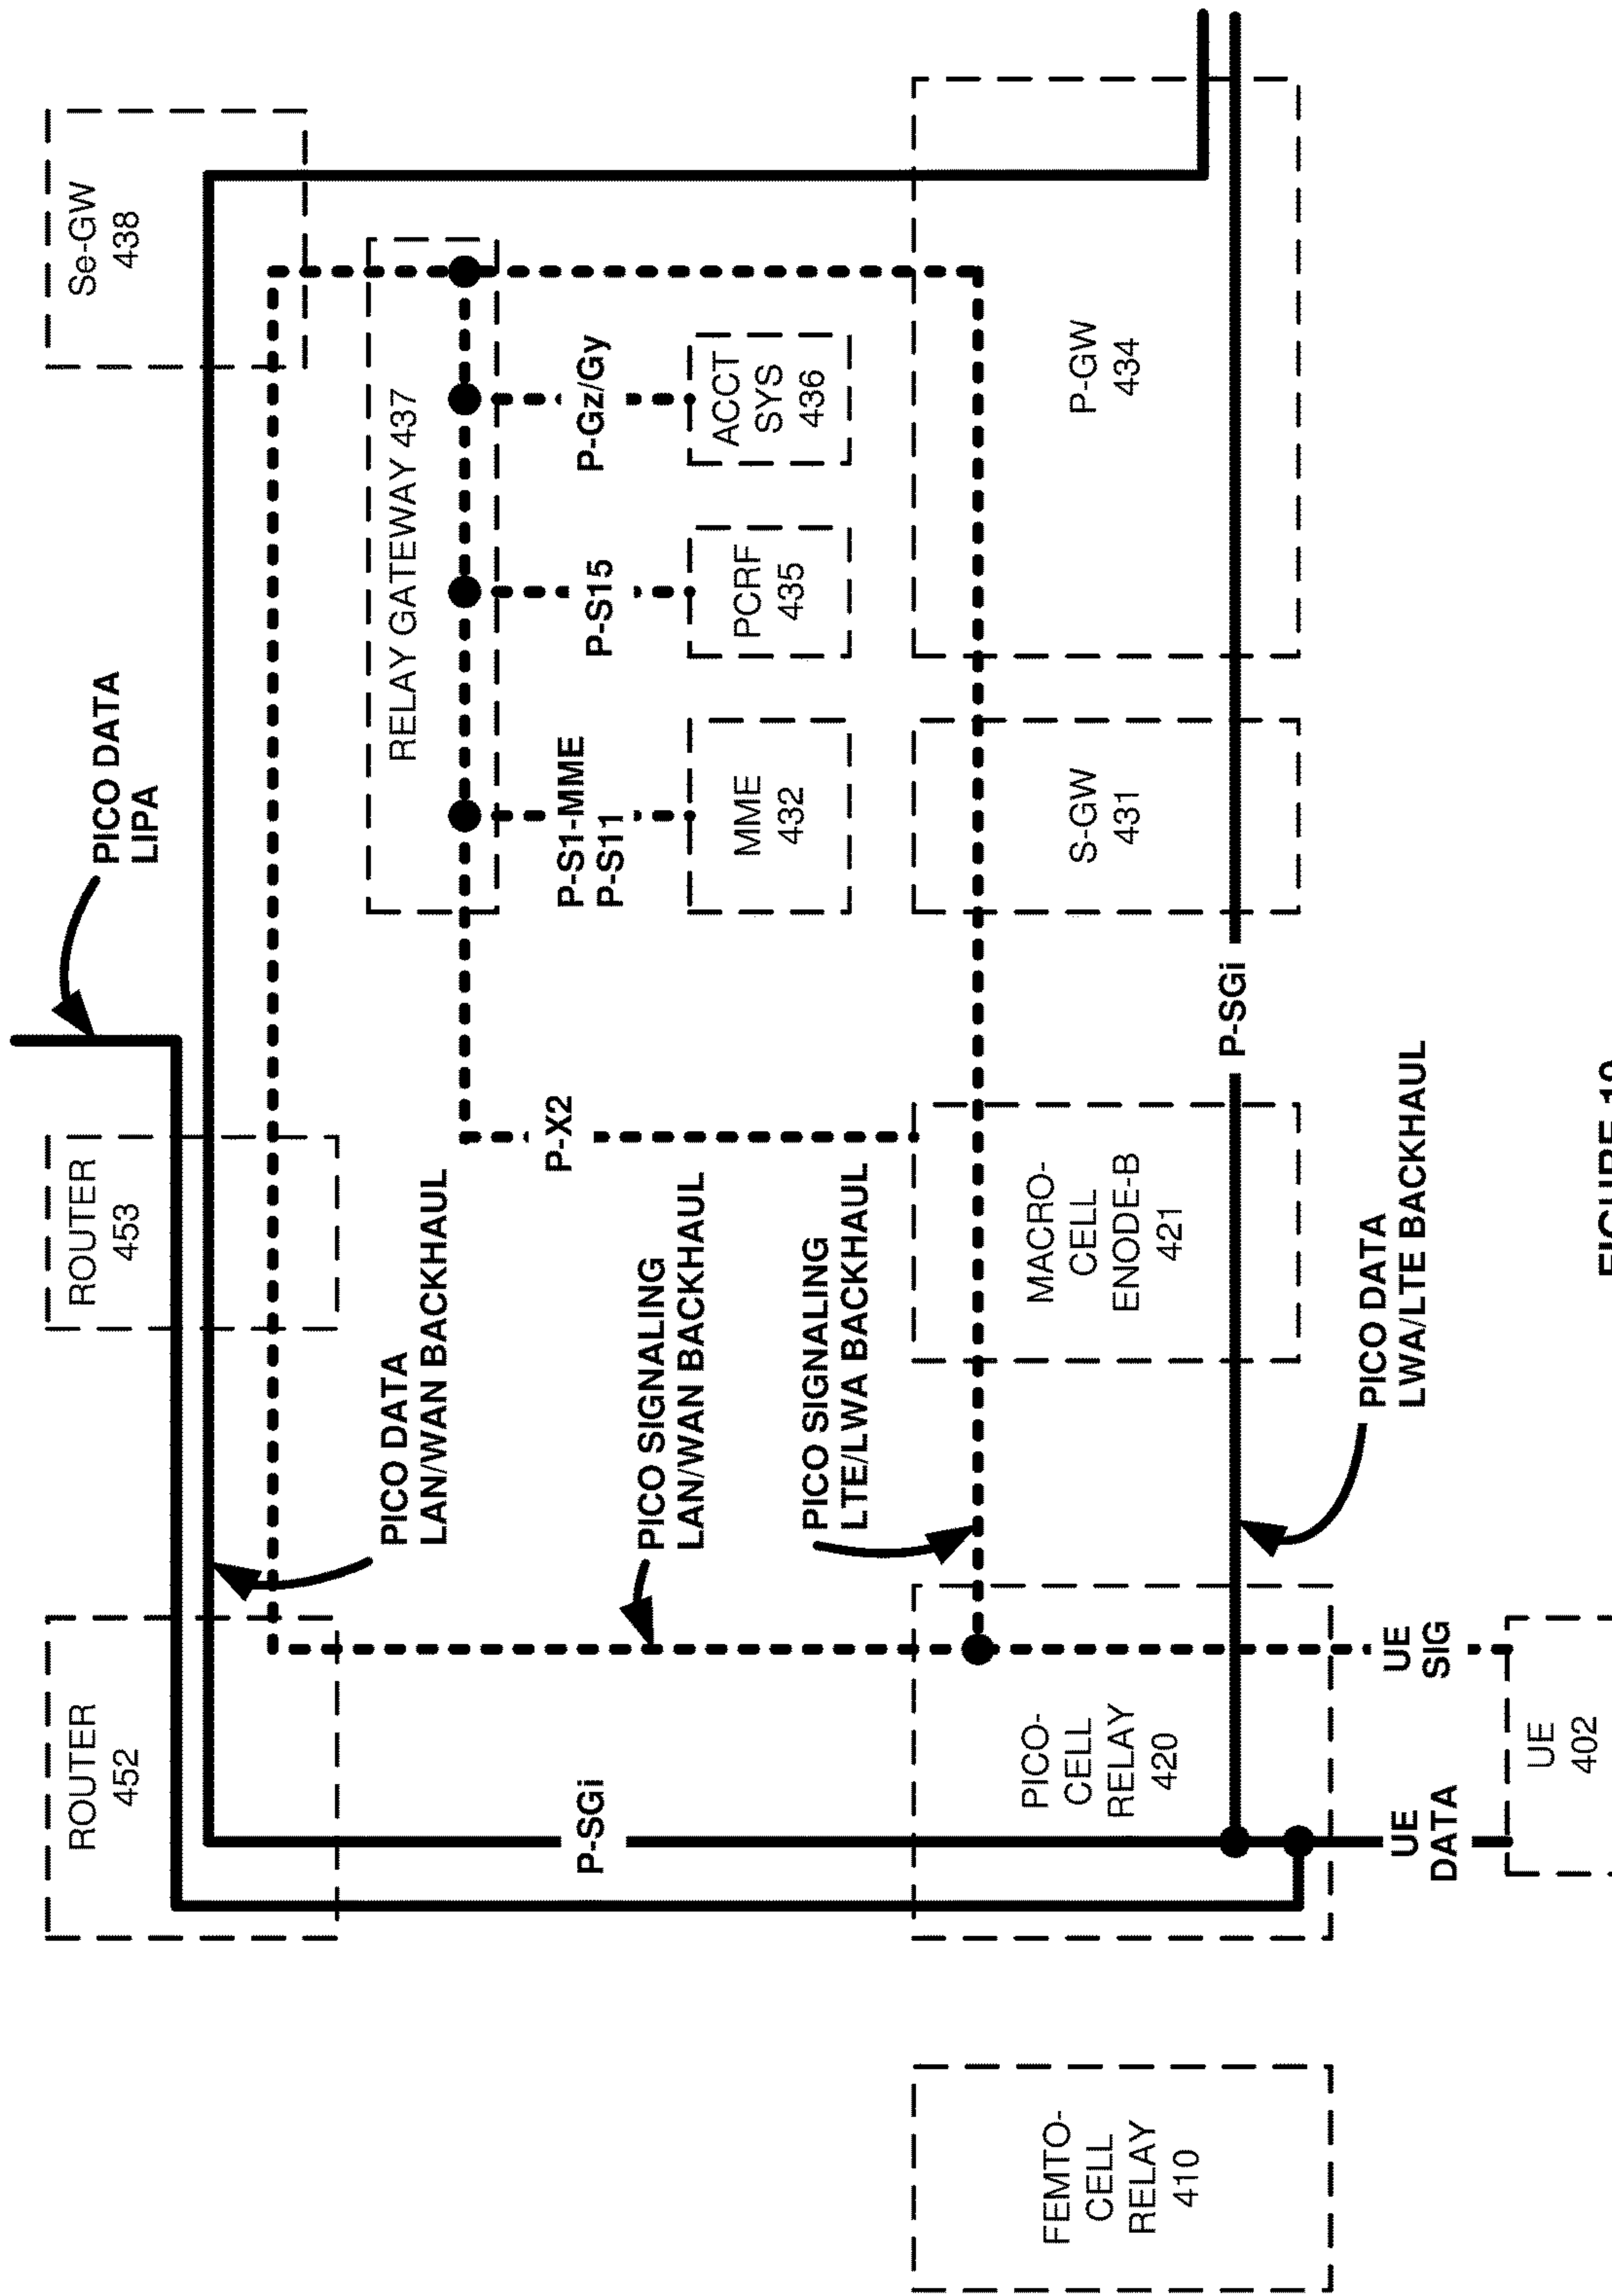 PICO DATA
LIPA
ROUTER
452
ROUTER
453
Se-GW
438
PICO DATA
LAN/WAN BACKHAUL
RELAY GATEWAY 437
P-SGi
PICO SIGNALING
LAN/WAN BACKHAUL
P-X2
P-S1-MME
P-S11
P-S15
P-Gz/Gy
PICO SIGNALING
LTE/LWA BACKHAUL
MME
432
PCRF
435
ACCT
SYS
436
FEMTO-
CELL
RELAY
410
PICO-
CELL
RELAY
420
MACRO-
CELL
ENODE-B
421
S-GW
431
P-GW
434
P-SGi
UE
DATA
UE
SIG
PICO DATA
LWA/LTE BACKHAUL
UE
402